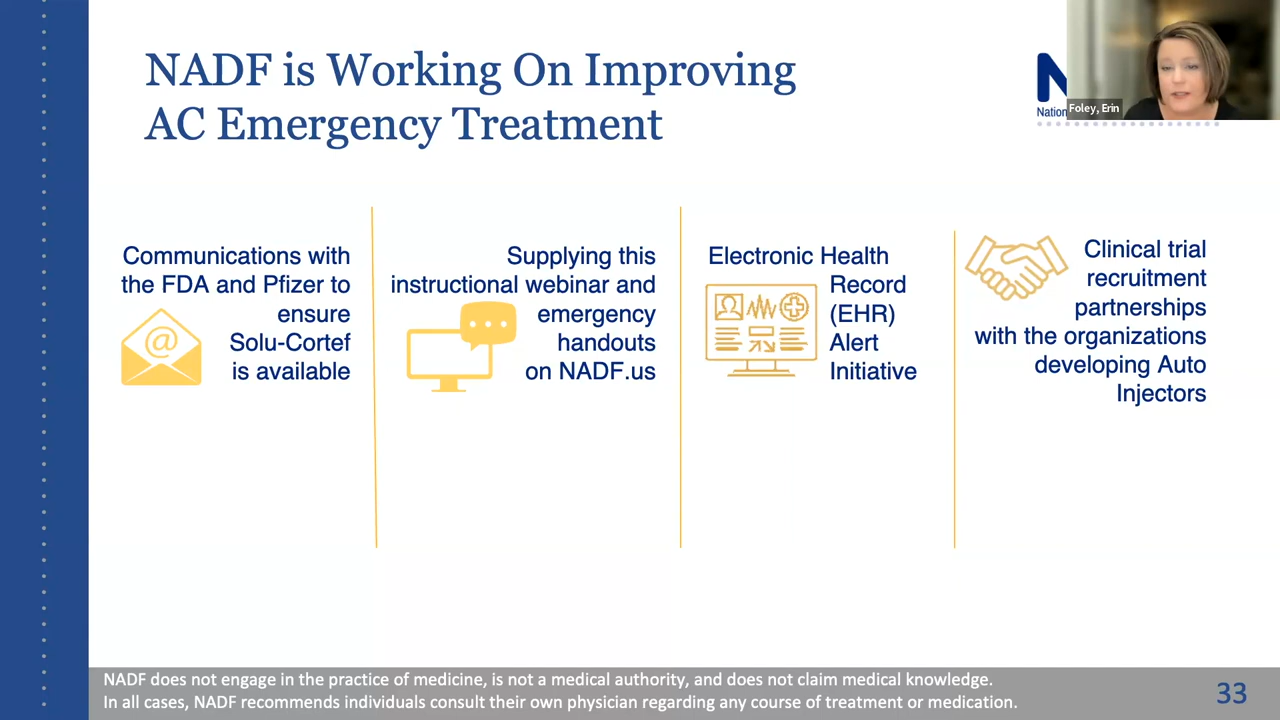 NADF is Working On Improving
AC Emergency Treatment
N
Nation
Foley, Erin
Communications with
the FDA and Pfizer to
ensure
Solu-Cortef
is available
@
Supplying this
instructional webinar and
emergency
handouts
on NADF.us
Electronic Health
Record
(EHR)
Alert
Initiative
Clinical trial
recruitment
partnerships
with the organizations
developing Auto
Injectors
NADF does not engage in the practice of medicine, is not a medical authority, and does not claim medical knowledge.
In all cases, NADF recommends individuals consult their own physician regarding any course of treatment or medication.
33